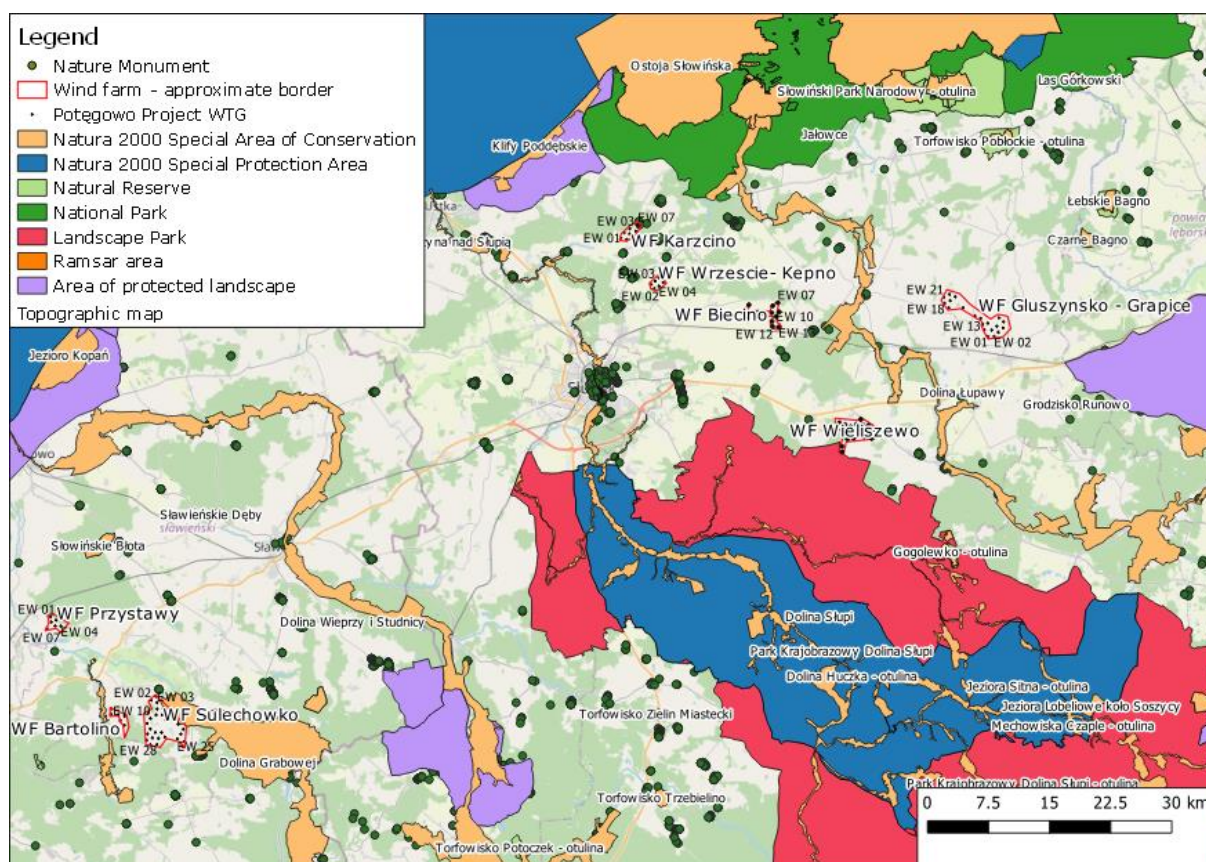 Legend
Nature Monument
Wind farm - approximate border
Potęgowo Project WTG
Natura 2000 Special Area of Conservation
Natura 2000 Special Protection Area
Natural Reserve
National Park
Landscape Park
Ramsar area
Area of protected landscape
Topographic map
Ostoja Słowińska
Słowiński Park Narodowy - otulina
Las Górkowski
Klify Poddębskie
Jałowce
Torfowisko Pobłockie - otulina
Łebskie Bagno
Ustka
Czarne Bagno
EW 03 EW 07
EW 01
WF Karzcino
yna nad Słupią
EW 03
WF Wrzescie- Kepno
EW 02
EW 04
EW 07
WF Biecino
EW 10
EW 12
EW 21
EW 18
WF Gluszynsko - Grapice
EW 13
EW 01
EW 02
Jezioro Kopań
Dolina Łupawy
Grodzisko Runowo
WF Wieliszewo
owo
Sławieńskie Dęby
sławieński
Słowińskie Błota
Sław
Gogolewko - otulina
EW 01
WF Przystawy
EW 07
EW 04
Dolina Wieprzy i Studnicy
Dolina Słupi
Park Krajobrazowy Dolina Słupi
Dolina Huczka - otulina
Jeziora Sitna - otulina
Jeziora Lobeliowe koło Soszycy
Mechowiska Czaple - otulina
EW 02
EW 03
EW 10
WF Bartolino
WF Sulechowko
EW 28
EW 25
Dolina Grabowej
Torfowisko Zielin Miastecki
Park Krajobrazowy Dolina Słupi - otulina
Torfowisko Trzebielino
Torfowisko Potoczek - otulina
0 7.5 15 22.5 30 km